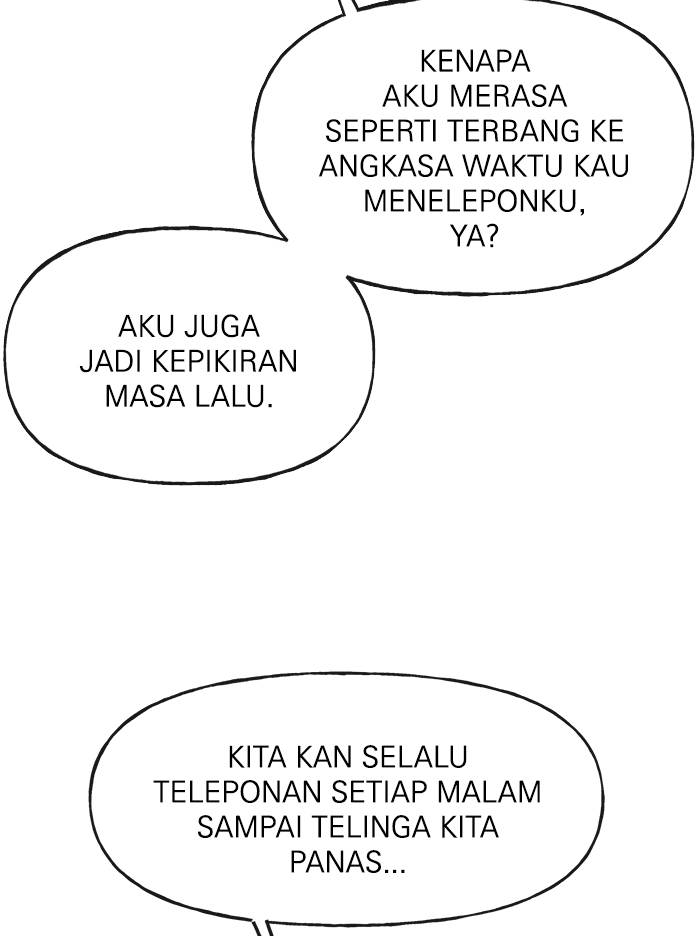 KENAPA
AKU MERASA
SEPERTI TERBANG KE
ANGKASA WAKTU KAU
MENELEPONKU,
YA?
AKU JUGA
JADI KEPIKIRAN
MASA LALU.
KITA KAN SELALU
TELEPONAN SETIAP MALAM
SAMPAI TELINGA KITA
PANAS...